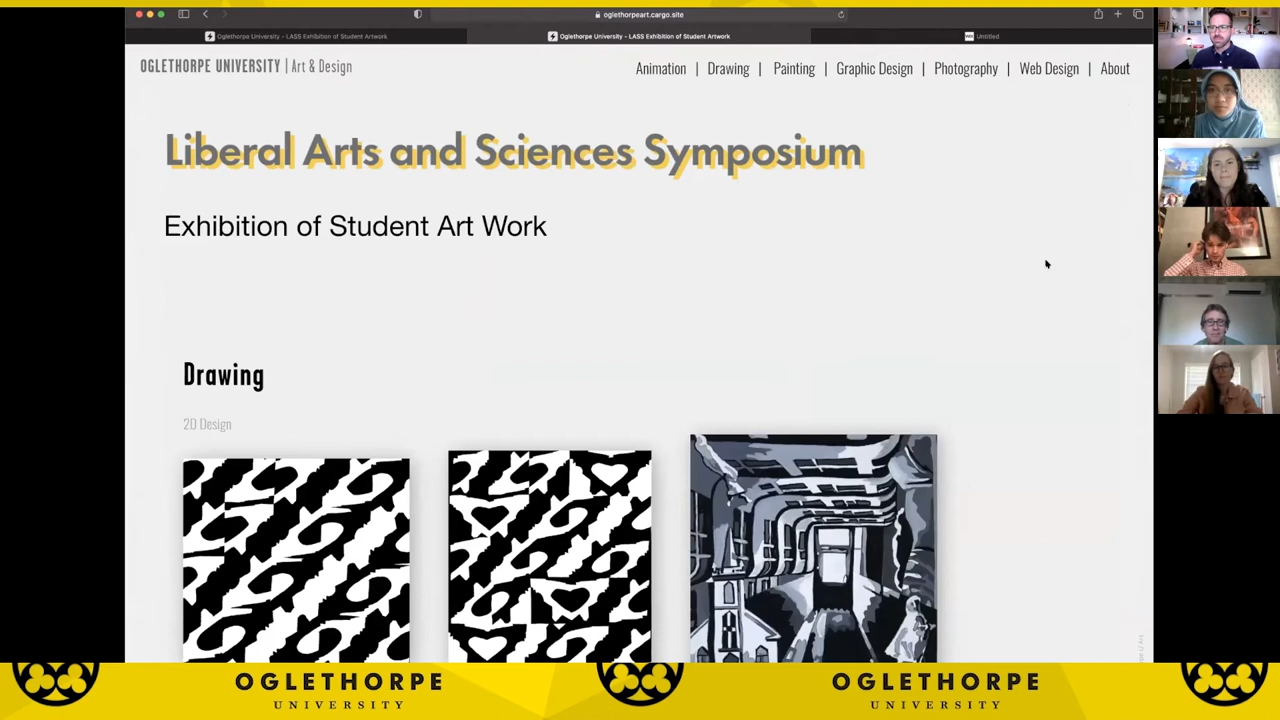 oglethorpeart.cargo.site
Oglethorpe University - LASS Exhibition of Student Artwork
Oglethorpe University - LASS Exhibition of Student Artwork
Untitled
OGLETHORPE UNIVERSITY | Art & Design
Animation | Drawing | Painting | Graphic Design | Photography | Web Design | About
Liberal Arts and Sciences Symposium
Exhibition of Student Art Work
Drawing
2D Design
OGLETHORPE
UNIVERSITY
OGLETHORPE
UNIVERSITY